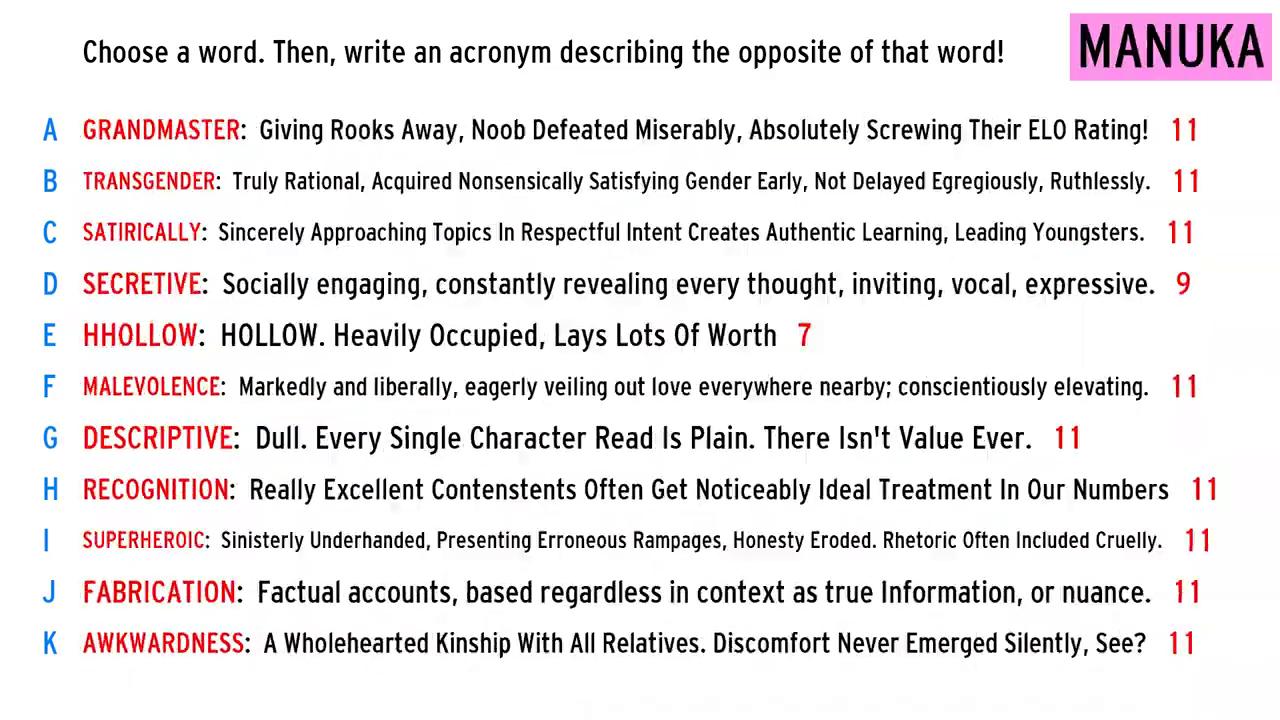 Choose a word. Then, write an acronym describing the opposite of that word!
MANUKA
A GRANDMASTER: Giving Rooks Away, Noob Defeated Miserably, Absolutely Screwing Their ELO Rating! 11
B TRANSGENDER: Truly Rational, Acquired Nonsensically Satisfying Gender Early, Not Delayed Egregiously, Ruthlessly. 11
C SATIRICALLY: Sincerely Approaching Topics In Respectful Intent Creates Authentic Learning, Leading Youngsters. 11
D SECRETIVE: Socially engaging, constantly revealing every thought, inviting, vocal, expressive. 9
E HHOLLOW: HOLLOW. Heavily Occupied, Lays Lots Of Worth 7
F MALEVOLENCE: Markedly and liberally, eagerly veiling out love everywhere nearby; conscientiously elevating. 11
G DESCRIPTIVE: Dull. Every Single Character Read Is Plain. There Isn't Value Ever. 11
H RECOGNITION: Really Excellent Contenstents Often Get Noticeably Ideal Treatment In Our Numbers 11
I SUPERHEROIC: Sinisterly Underhanded, Presenting Erroneous Rampages, Honesty Eroded. Rhetoric Often Included Cruelly. 11
J FABRICATION: Factual accounts, based regardless in context as true Information, or nuance. 11
K AWKWARDNESS: A Wholehearted Kinship With All Relatives. Discomfort Never Emerged Silently, See? 11